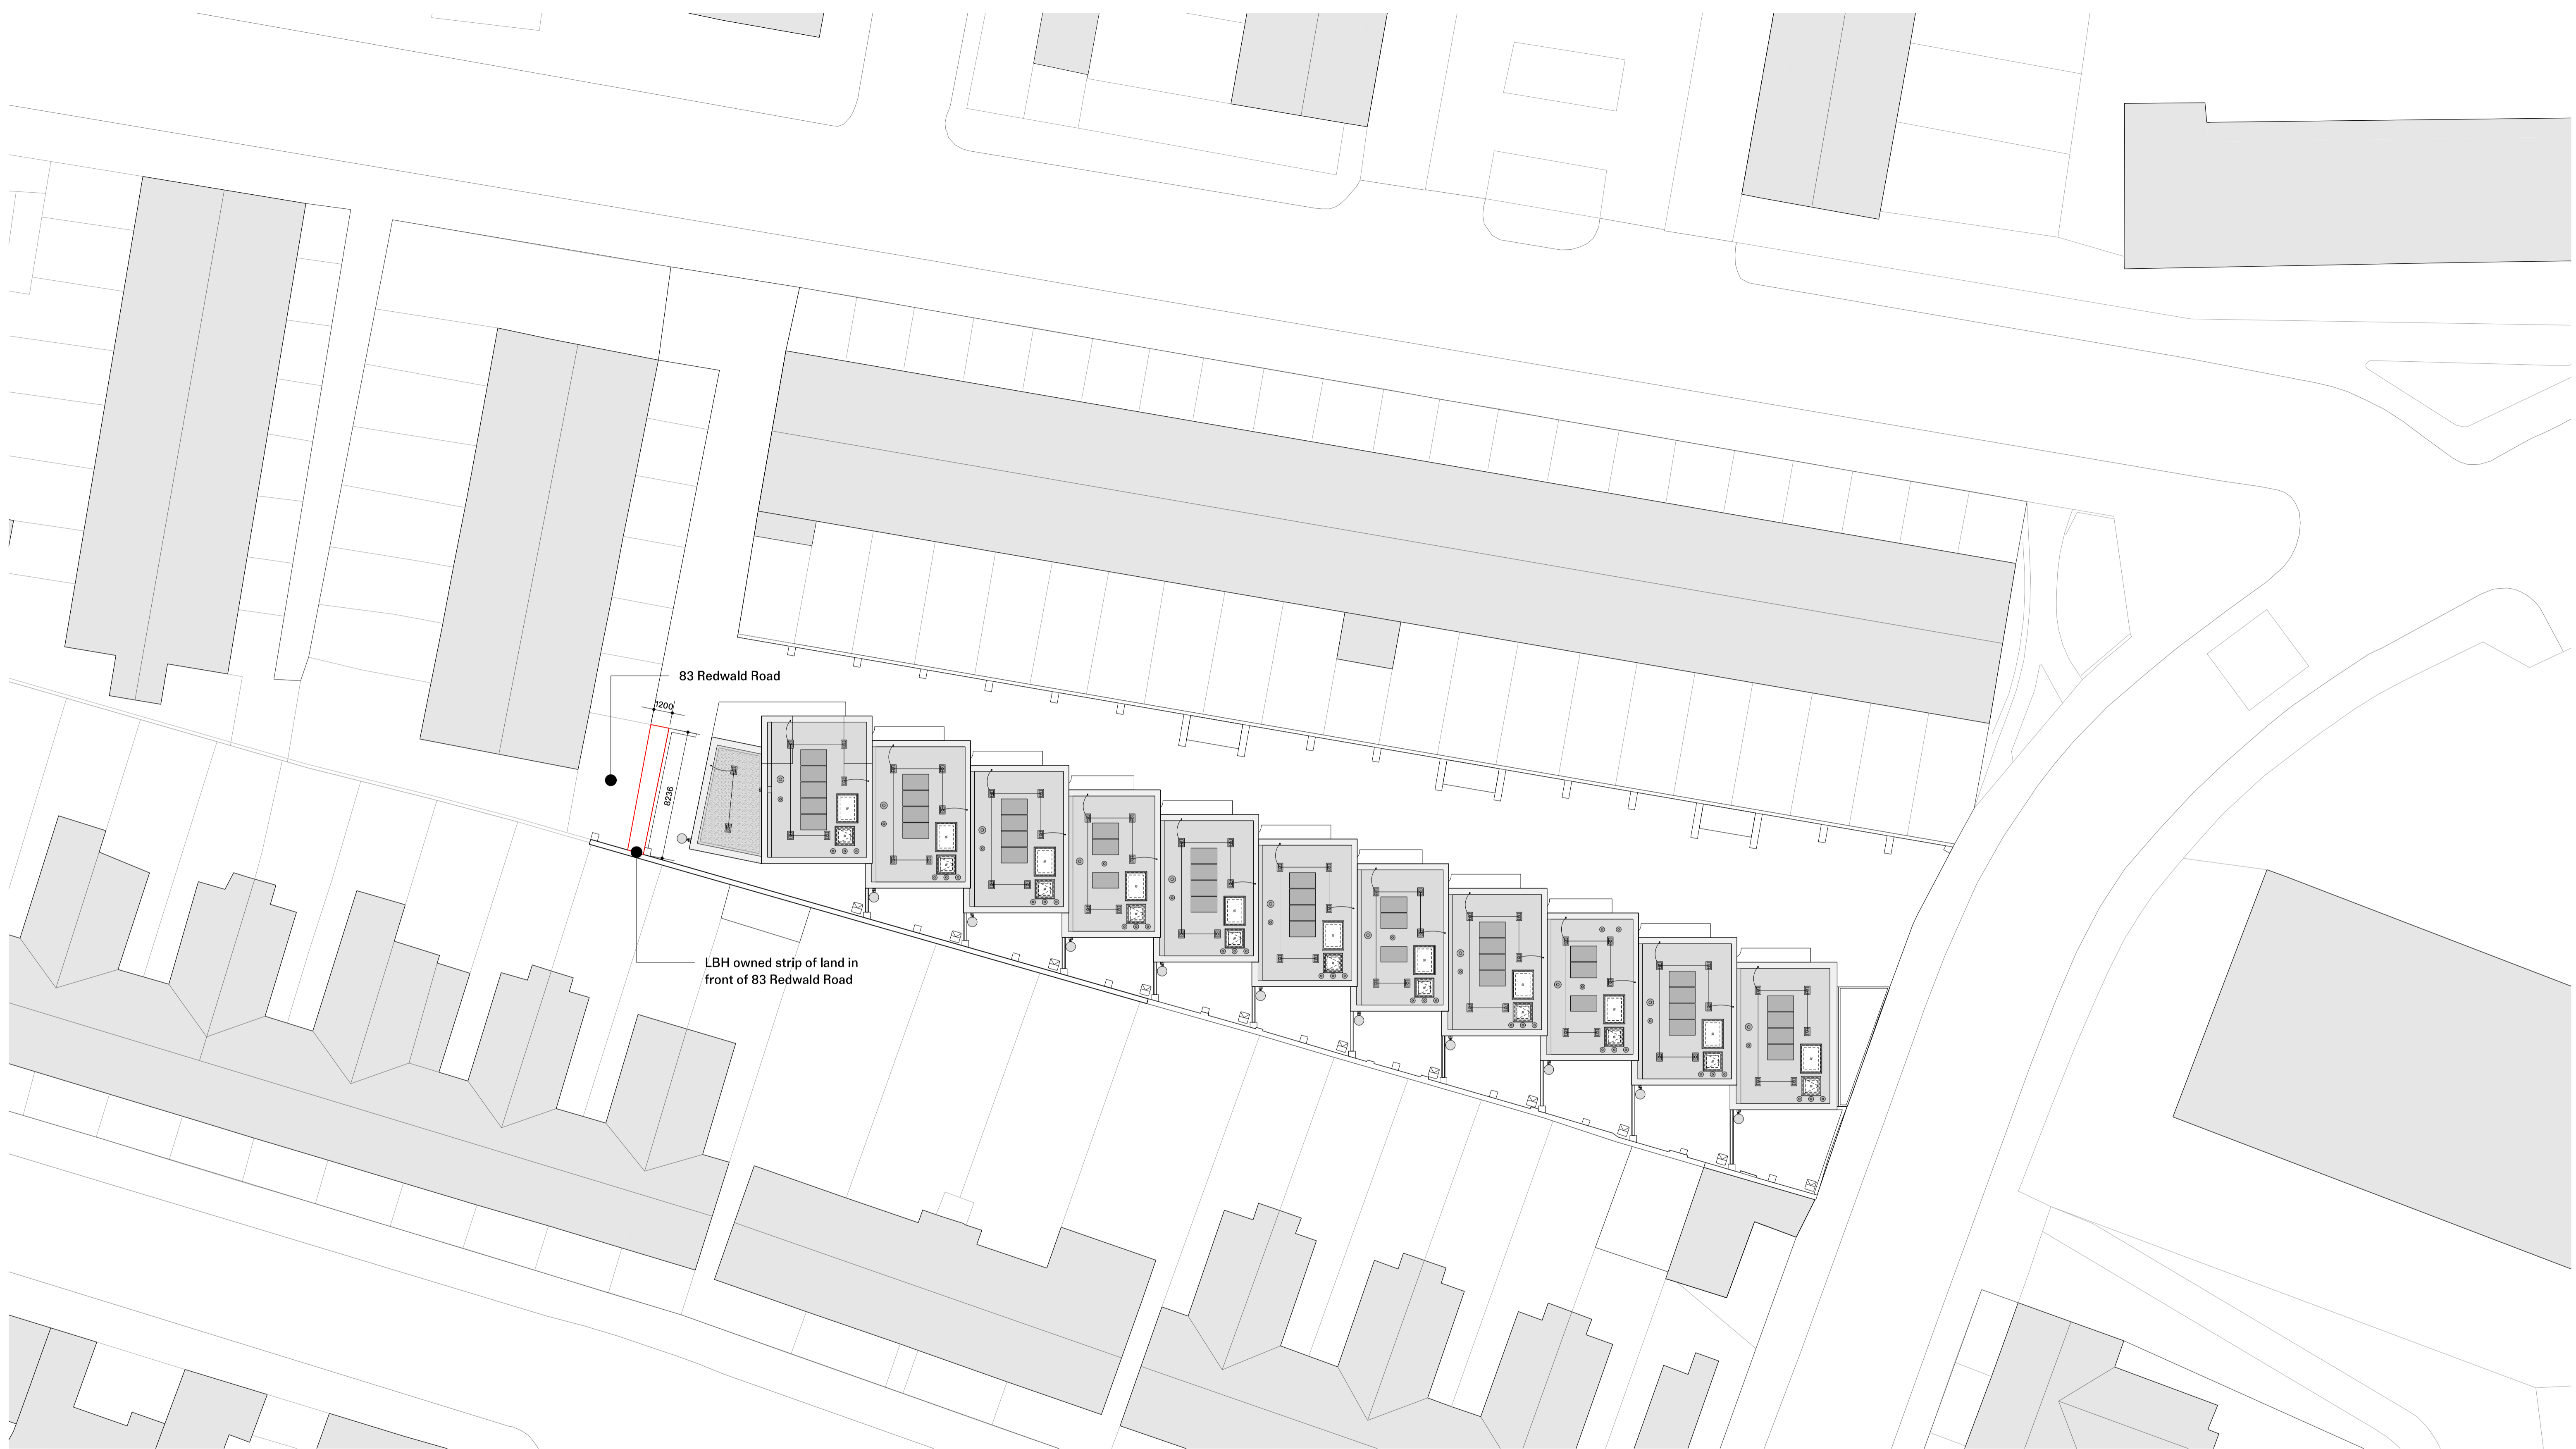 83 Redwald Road
1200
8236
LBH owned strip of land in
front of 83 Redwald Road